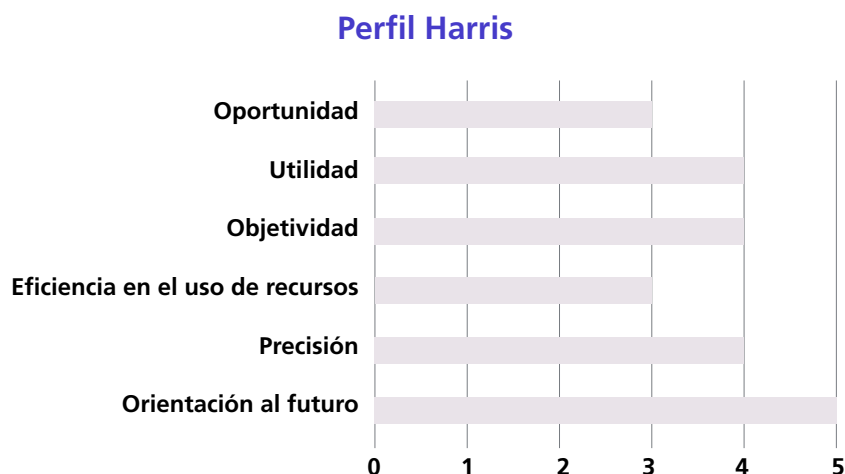 Perfil Harris
Oportunidad
Utilidad
Objetividad
Eficiencia en el uso de recursos
Precisión
Orientación al futuro
0 1 2 3 4 5